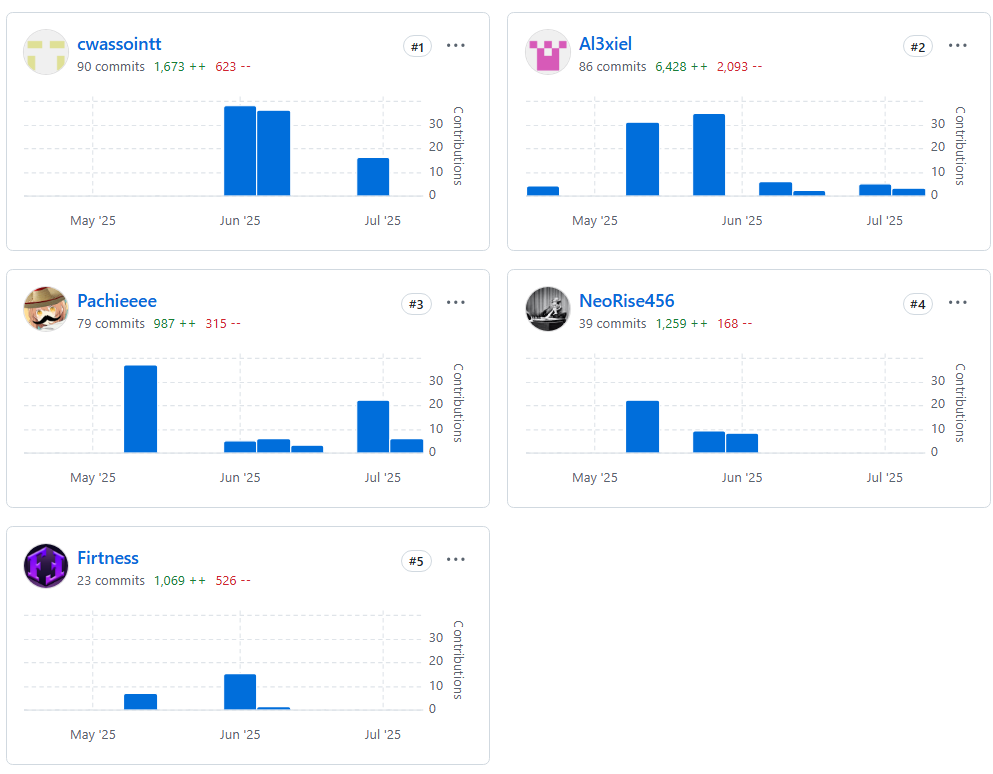 cwassointt
#1
90 commits 1,673 ++ 623 --
30
20
10
0
Contributions
May '25 Jun '25 Jul '25
Al3xiel
#2
86 commits 6,428 ++ 2,093 --
30
20
10
0
Contributions
May '25 Jun '25 Jul '25
Pachieeee
#3
79 commits 987 ++ 315 --
30
20
10
0
Contributions
May '25 Jun '25 Jul '25
NeoRise456
#4
39 commits 1,259 ++ 168 --
30
20
10
0
Contributions
May '25 Jun '25 Jul '25
Firtness
#5
23 commits 1,069 ++ 526 --
30
20
10
0
Contributions
May '25 Jun '25 Jul '25